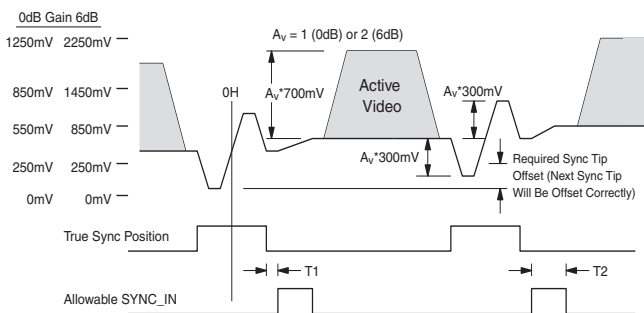 0dB Gain 6dB
1250mV 2250mV
850mV 1450mV
550mV 850mV
250mV 250mV
0mV 0mV
0H
AV = 1 (0dB) or 2 (6dB)
AV*700mV
Active
Video
AV*300mV
AV*300mV
Required Sync Tip
Offset (Next Sync Tip
Will Be Offset Correctly)
True Sync Position
T1
T2
Allowable SYNC_IN